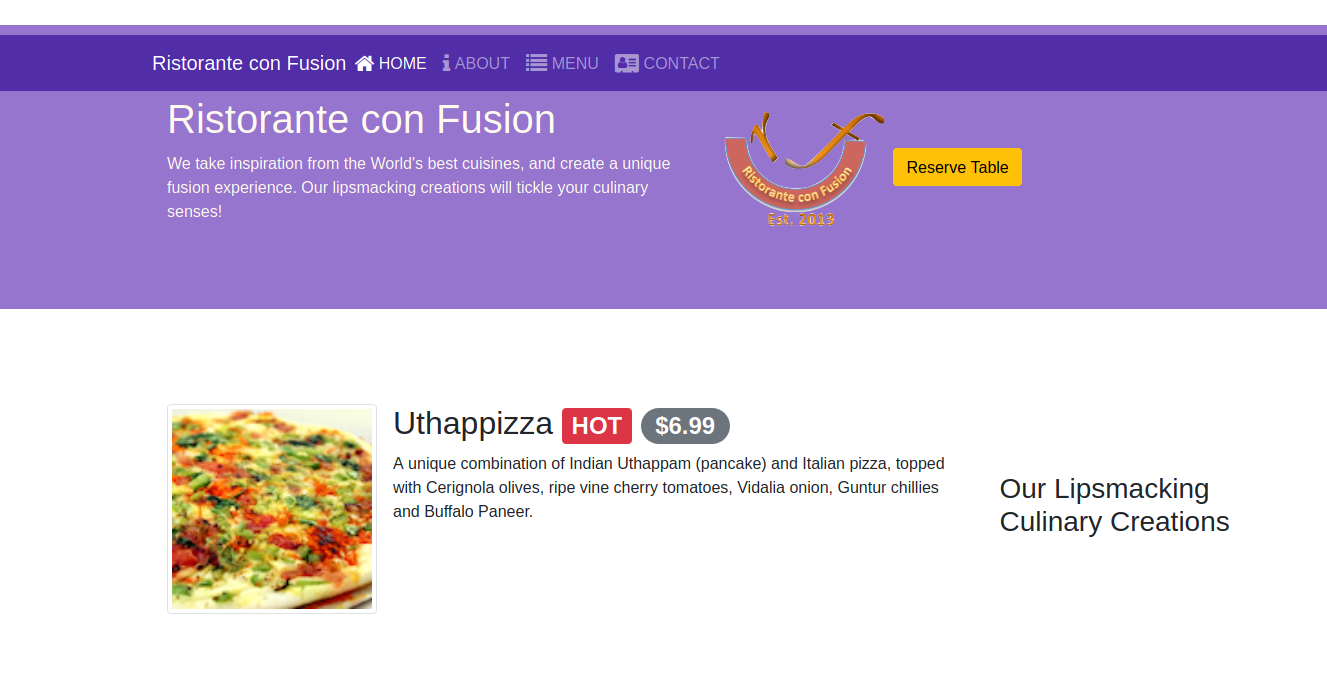 Ristorante con Fusion HOME ABOUT MENU CONTACT
Ristorante con Fusion
We take inspiration from the World's best cuisines, and create a unique
fusion experience. Our lipsmacking creations will tickle your culinary
senses!
Ristorante con Fusion
Est. 2013
Reserve Table
Uthappizza HOT $6.99
A unique combination of Indian Uthappam (pancake) and Italian pizza, topped
with Cerignola olives, ripe vine cherry tomatoes, Vidalia onion, Guntur chillies
and Buffalo Paneer.
Our Lipsmacking
Culinary Creations